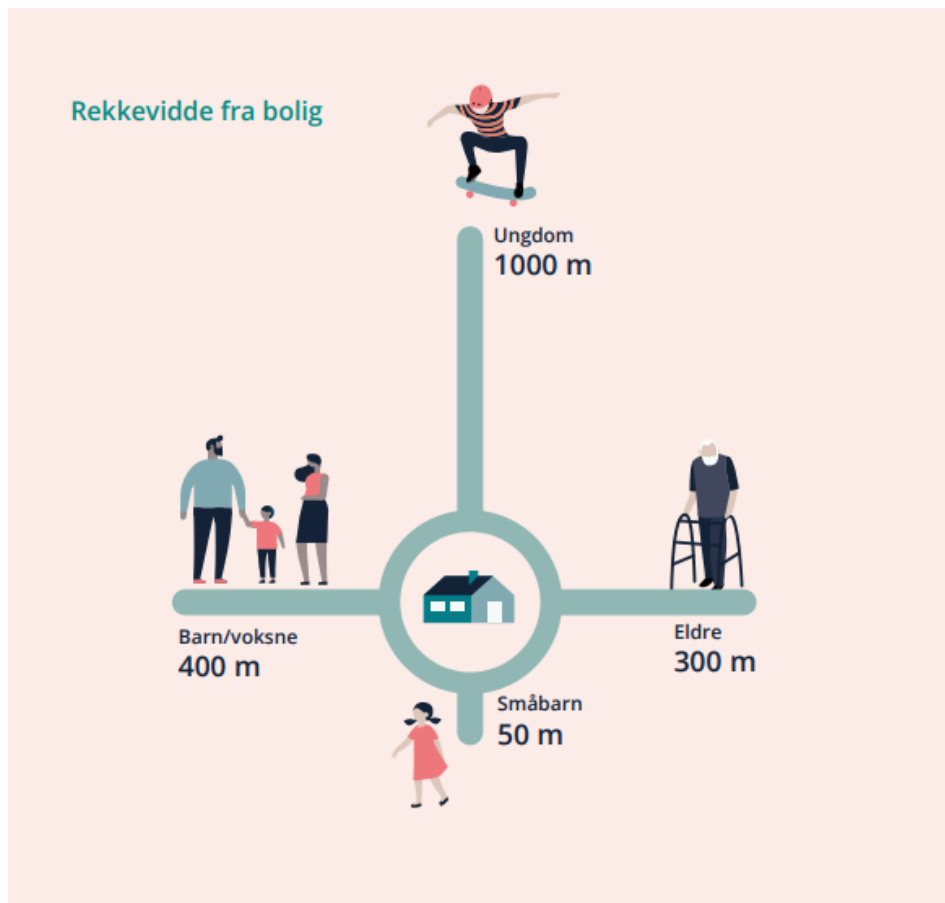 Rekkevidde fra bolig
Ungdom
1000 m
Barn/voksne
400 m
Eldre
300 m
Småbarn
50 m